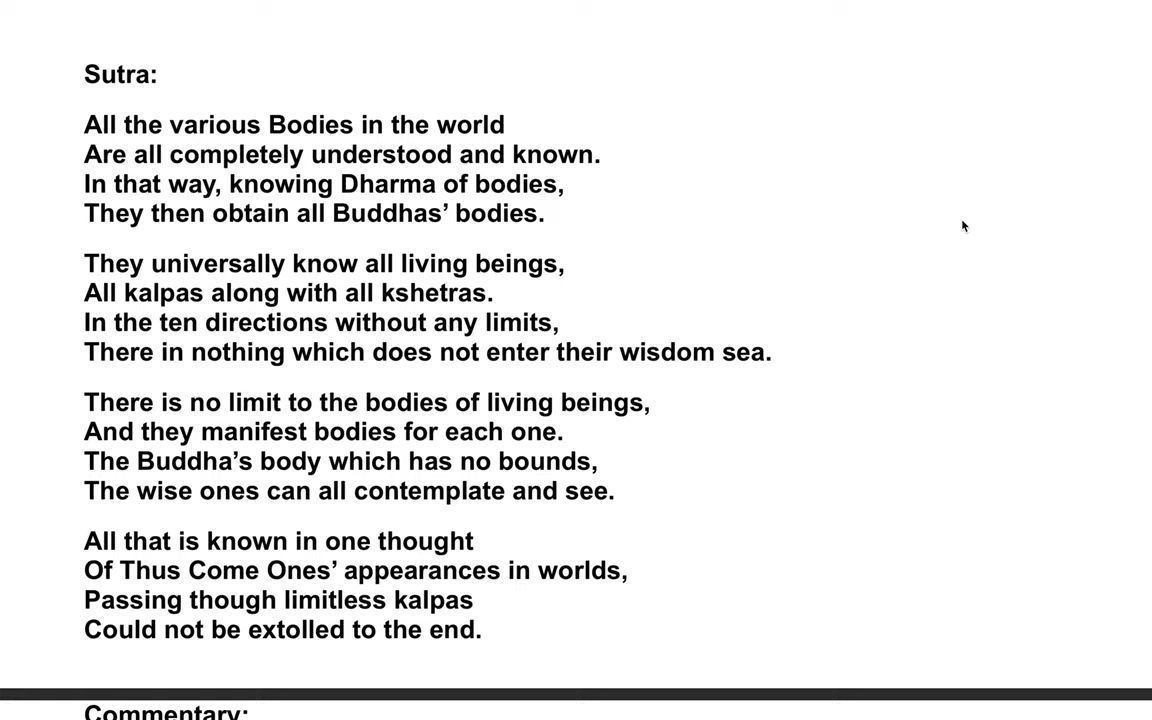 Sutra:
All the various Bodies in the world
Are all completely understood and known.
In that way, knowing Dharma of bodies,
They then obtain all Buddhas’ bodies.
They universally know all living beings,
All kalpas along with all kshetras.
In the ten directions without any limits,
There in nothing which does not enter their wisdom sea.
There is no limit to the bodies of living beings,
And they manifest bodies for each one.
The Buddha’s body which has no bounds,
The wise ones can all contemplate and see.
All that is known in one thought
Of Thus Come Ones’ appearances in worlds,
Passing though limitless kalpas
Could not be extolled to the end.
Commentary: